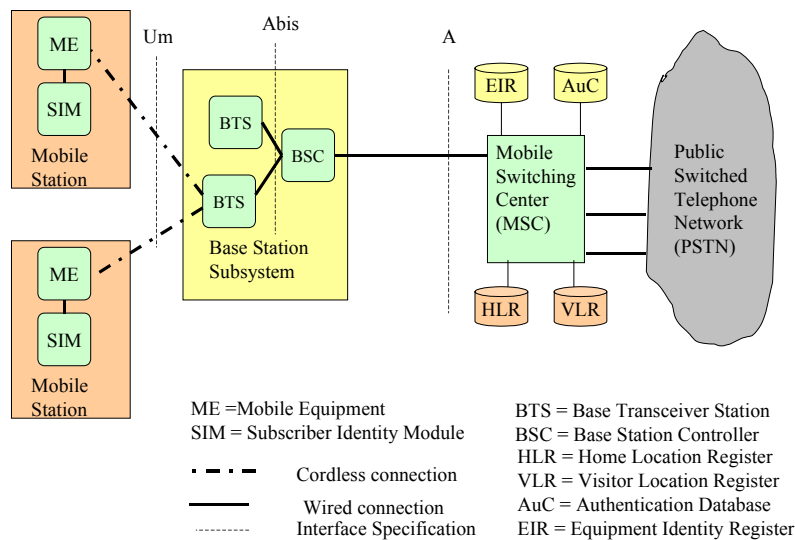 Um
Abis
A
ME
SIM
Mobile
Station
BTS
BTS
BSC
Base Station
Subsystem
EIR
AuC
Mobile
Switching
Center
(MSC)
HLR
VLR
Public
Switched
Telephone
Network
(PSTN)
ME
SIM
Mobile
Station
ME =Mobile Equipment
SIM = Subscriber Identity Module
Cordless connection
Wired connection
Interface Specification
BTS = Base Transceiver Station
BSC = Base Station Controller
HLR = Home Location Register
VLR = Visitor Location Register
AuC = Authentication Database
EIR = Equipment Identity Register